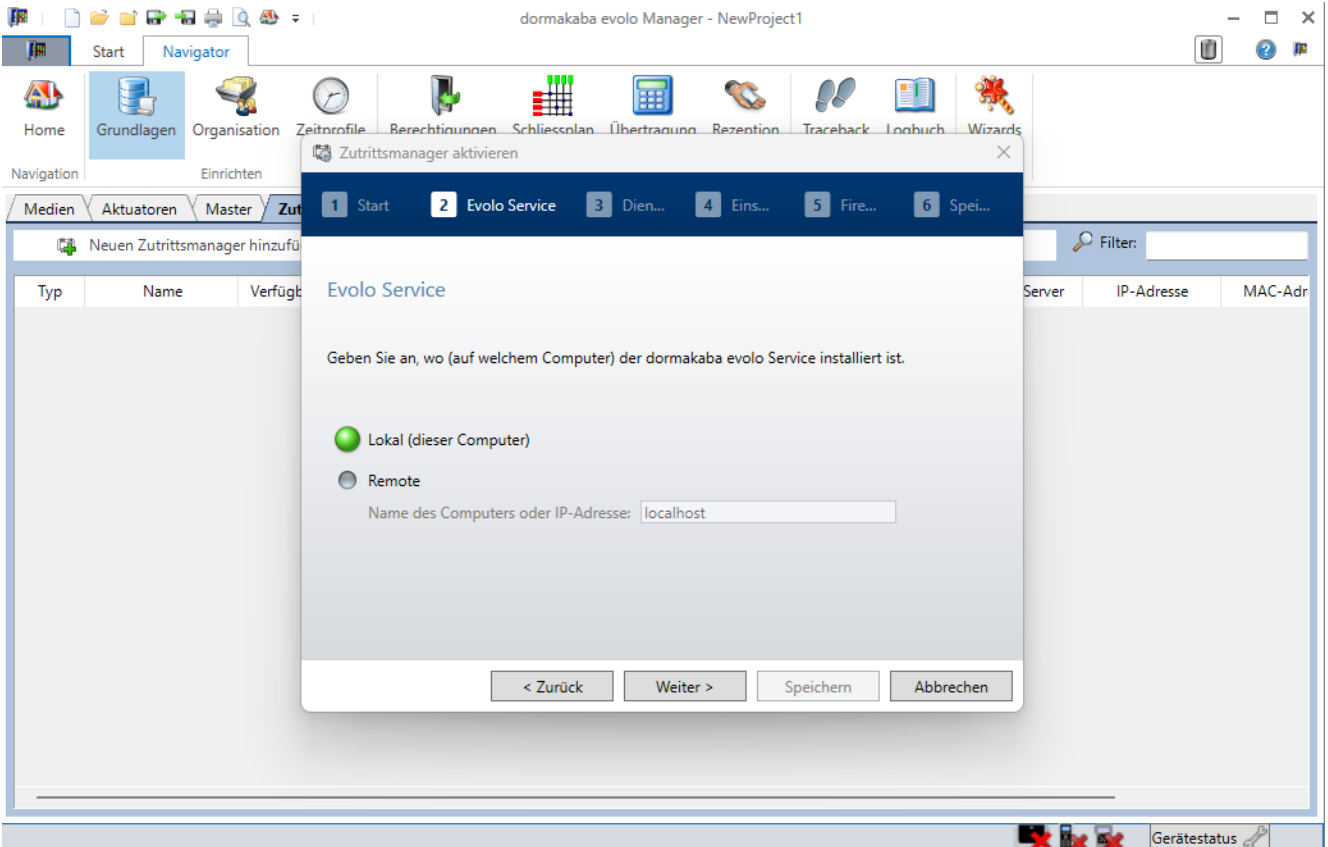 dormakaba evolo Manager - NewProject1
Start Navigator
Home Grundlagen Organisation Zeitprofile Berechtigungen Schliessplan Übertragung Rezeption Traceback Logbuch Wizards
Navigation Einrichten
Zutrittsmanager aktivieren
1 Start 2 Evolo Service 3 Dien... 4 Eins... 5 Fire... 6 Spei...
Medien Aktuatoren Master Zut
Neuen Zutrittsmanager hinzufü Filter:
Typ Name Verfügb Server IP-Adresse MAC-Adr
Evolo Service
Geben Sie an, wo (auf welchem Computer) der dormakaba evolo Service installiert ist.
Lokal (dieser Computer)
Remote
Name des Computers oder IP-Adresse: localhost
< Zurück Weiter > Speichern Abbrechen
Gerätestatus